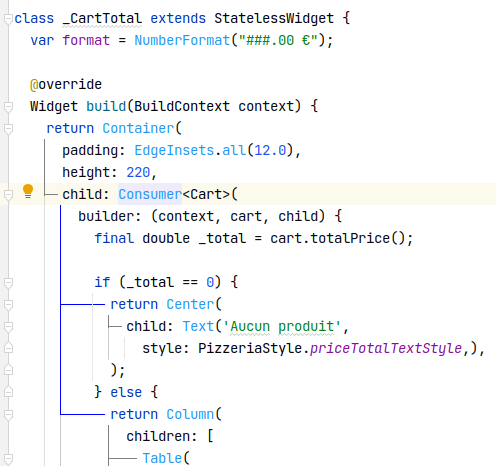 class _CartTotal extends StatelessWidget {
  var format = NumberFormat("###.00 €");

  @override
  Widget build(BuildContext context) {
    return Container(
      padding: EdgeInsets.all(12.0),
      height: 220,
      child: Consumer<Cart>(
        builder: (context, cart, child) {
          final double _total = cart.totalPrice();

          if (_total == 0) {
            return Center(
              child: Text('Aucun produit',
                style: PizzeriaStyle.priceTotalTextStyle,),
            );
          } else {
            return Column(
              children: [
                Table(